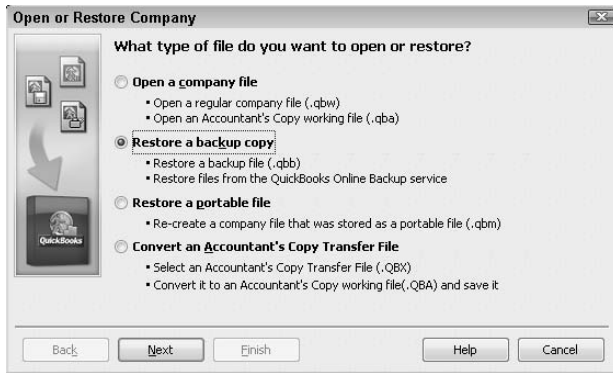 Open or Restore Company
What type of file do you want to open or restore?
Open a company file
• Open a regular company file (.qbw)
• Open an Accountant's Copy working file (.qba)
Restore a backup copy
• Restore a backup file (.qbb)
• Restore files from the QuickBooks Online Backup service
Restore a portable file
• Re-create a company file that was stored as a portable file (.qbm)
Convert an Accountant's Copy Transfer File
• Select an Accountant's Copy Transfer File (.QBX)
• Convert it to an Accountant's Copy working file(.QBA) and save it
QuickBooks
Back Next Finish Help Cancel